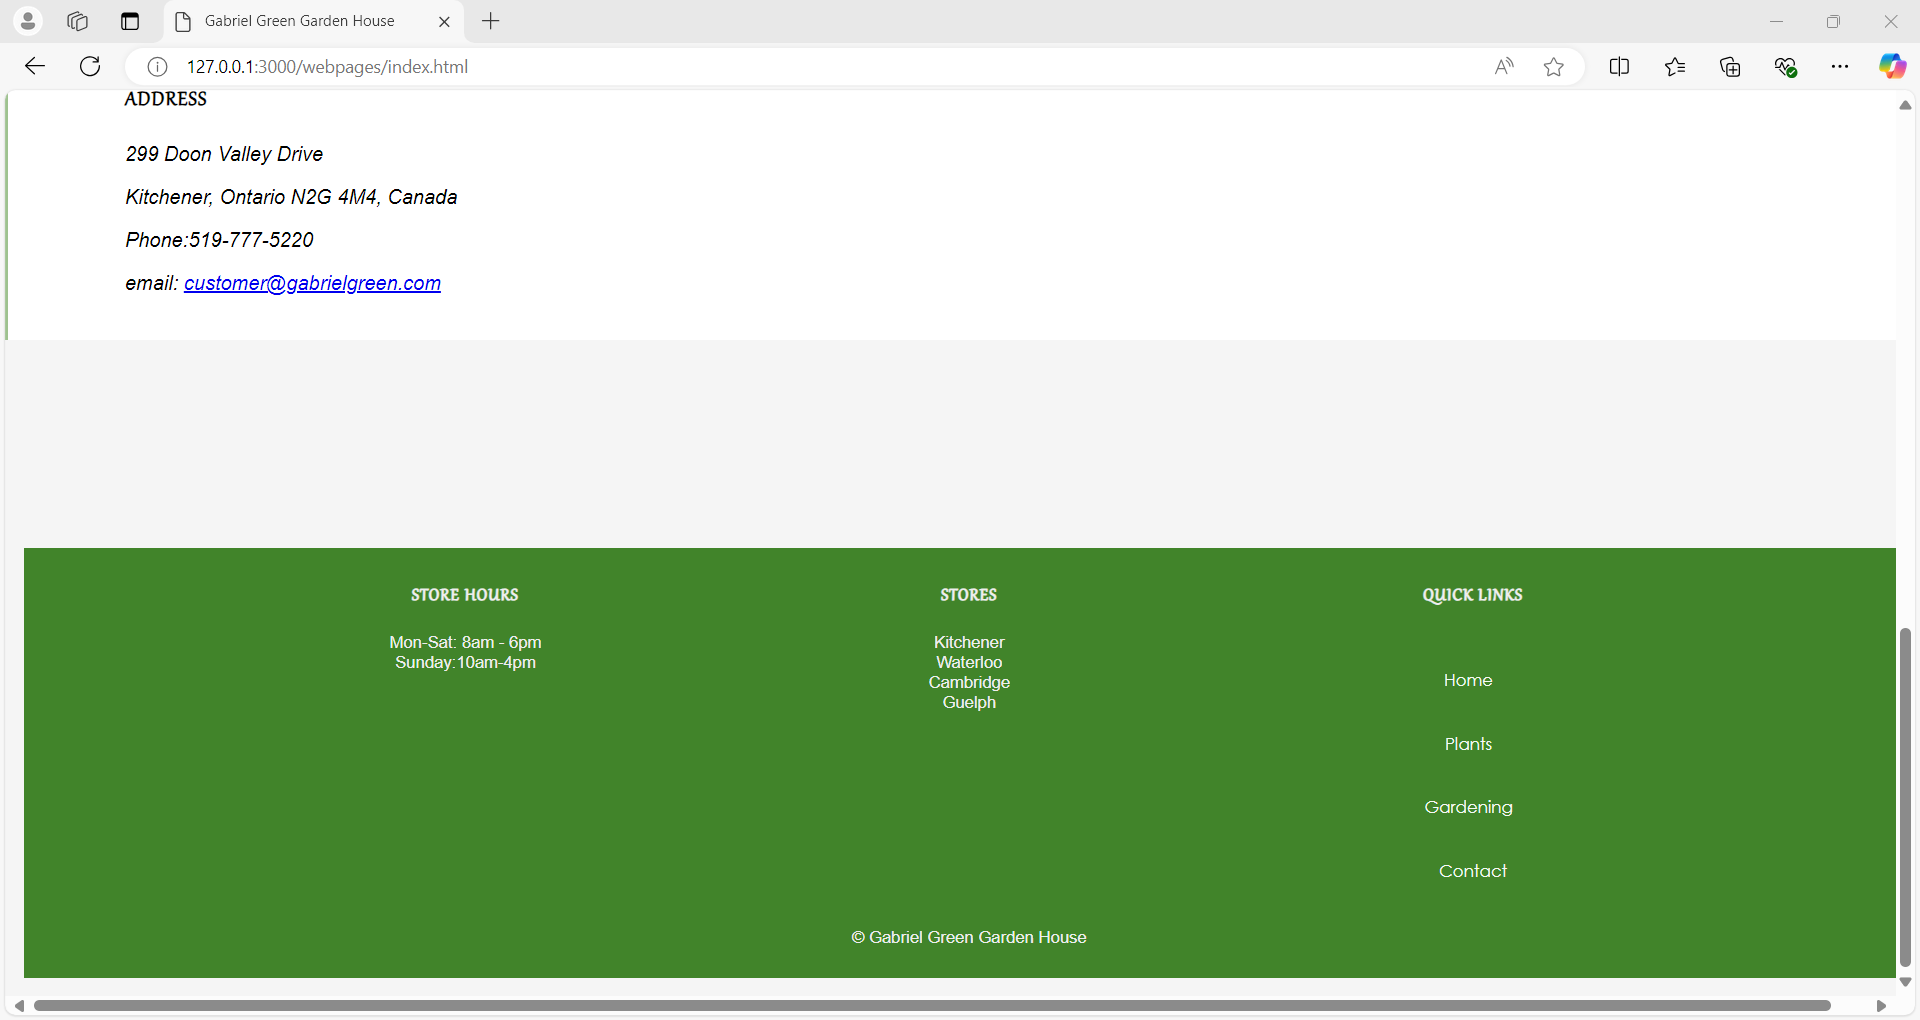 Gabriel Green Garden House
127.0.0.1:3000/webpages/index.html
ADDRESS
299 Doon Valley Drive
Kitchener, Ontario N2G 4M4, Canada
Phone:519-777-5220
email: customer@gabrielgreen.com
STORE HOURS
Mon-Sat: 8am - 6pm
Sunday:10am-4pm
STORES
Kitchener
Waterloo
Cambridge
Guelph
QUICK LINKS
Home
Plants
Gardening
Contact
© Gabriel Green Garden House